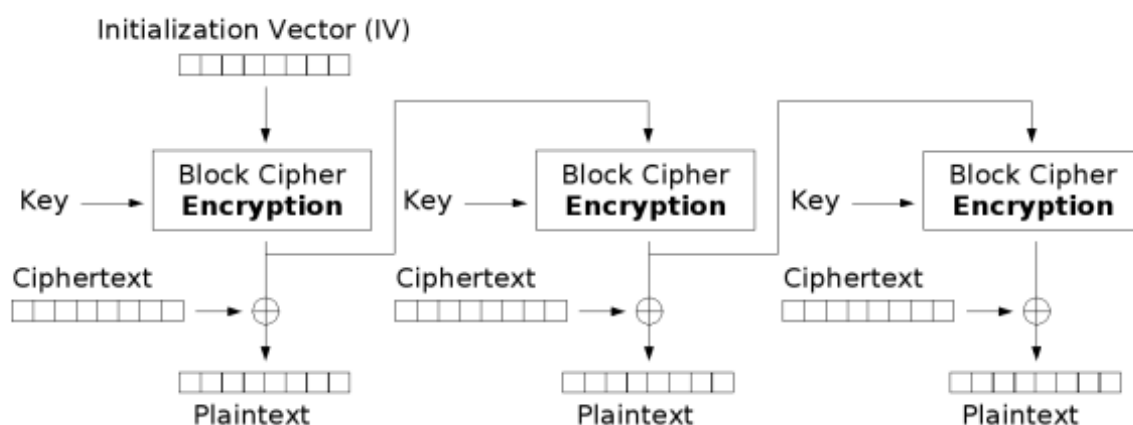 Initialization Vector (IV)
Block Cipher
Encryption
Block Cipher
Encryption
Block Cipher
Encryption
Key
Key
Key
Ciphertext
Ciphertext
Ciphertext
Plaintext
Plaintext
Plaintext